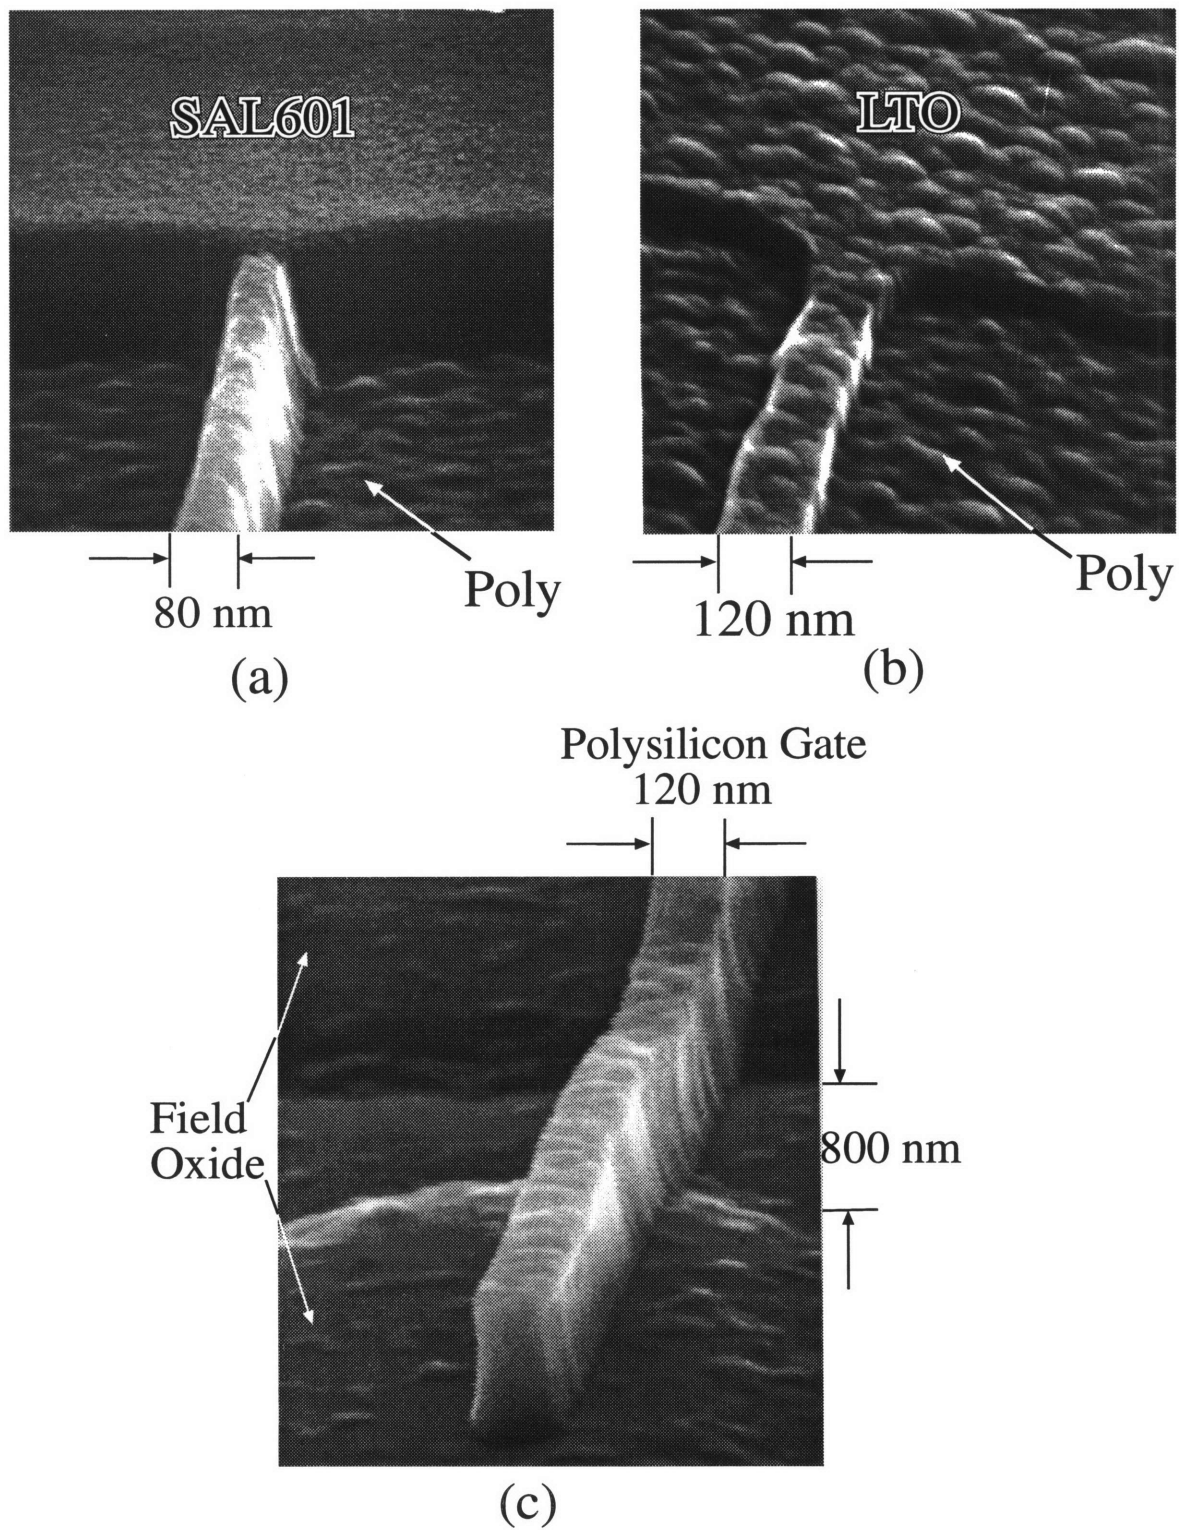 SAL601
LTO
Poly
Poly
80 nm
120 nm
(a)
(b)
Polysilicon Gate
120 nm
Field
Oxide
800 nm
(c)